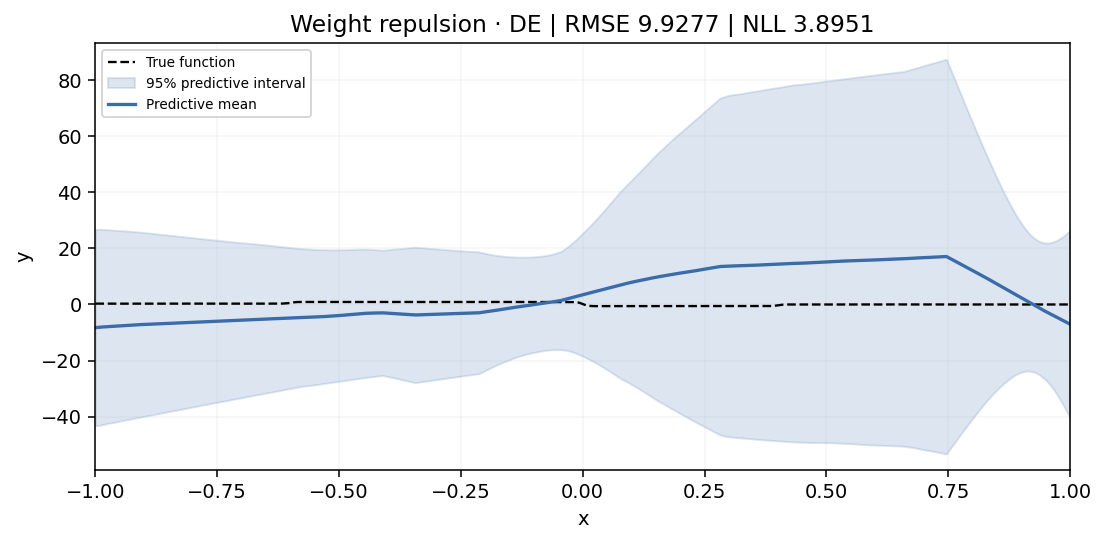 Weight repulsion · DE | RMSE 9.9277 | NLL 3.8951
True function
95% predictive interval
Predictive mean
80
60
40
20
0
−20
−40
y
−1.00 −0.75 −0.50 −0.25 0.00 0.25 0.50 0.75 1.00
x